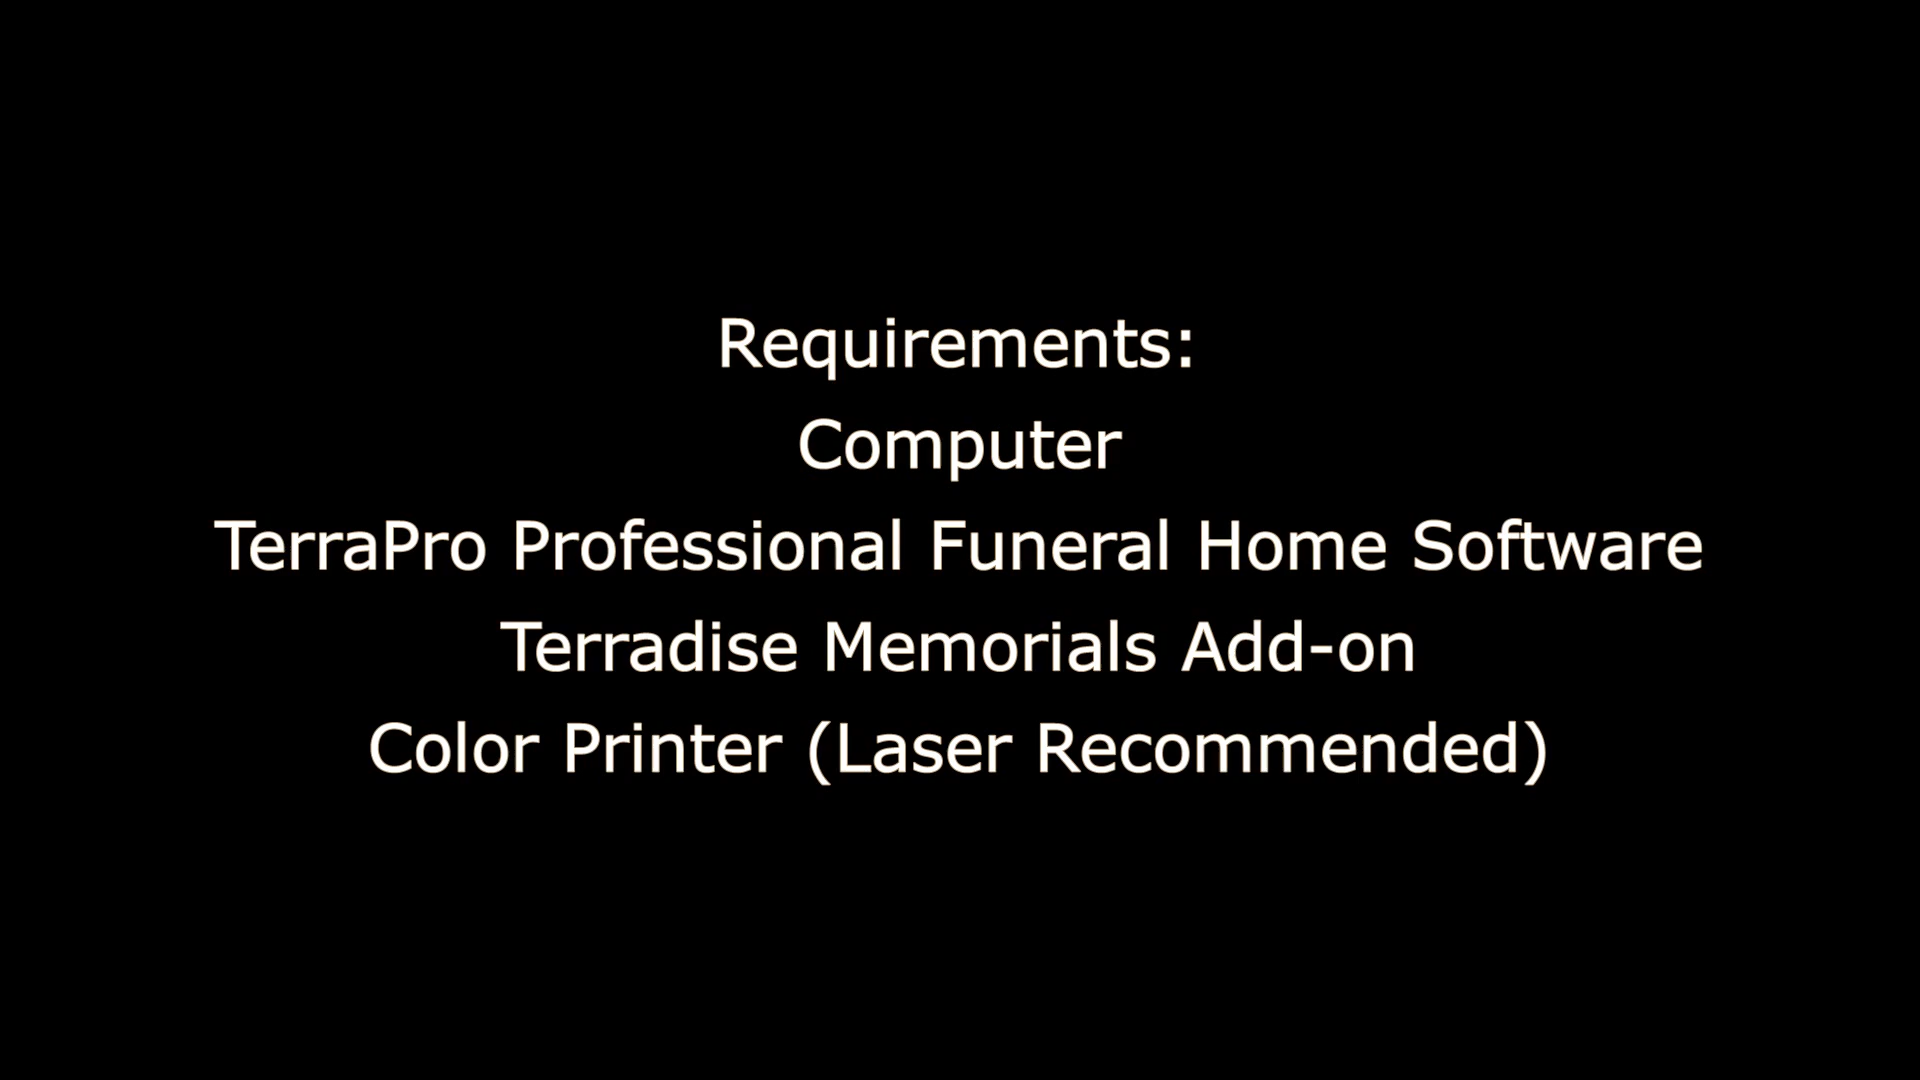 Requirements:
Computer
TerraPro Professional Funeral Home Software
Terradise Memorials Add-on
Color Printer (Laser Recommended)